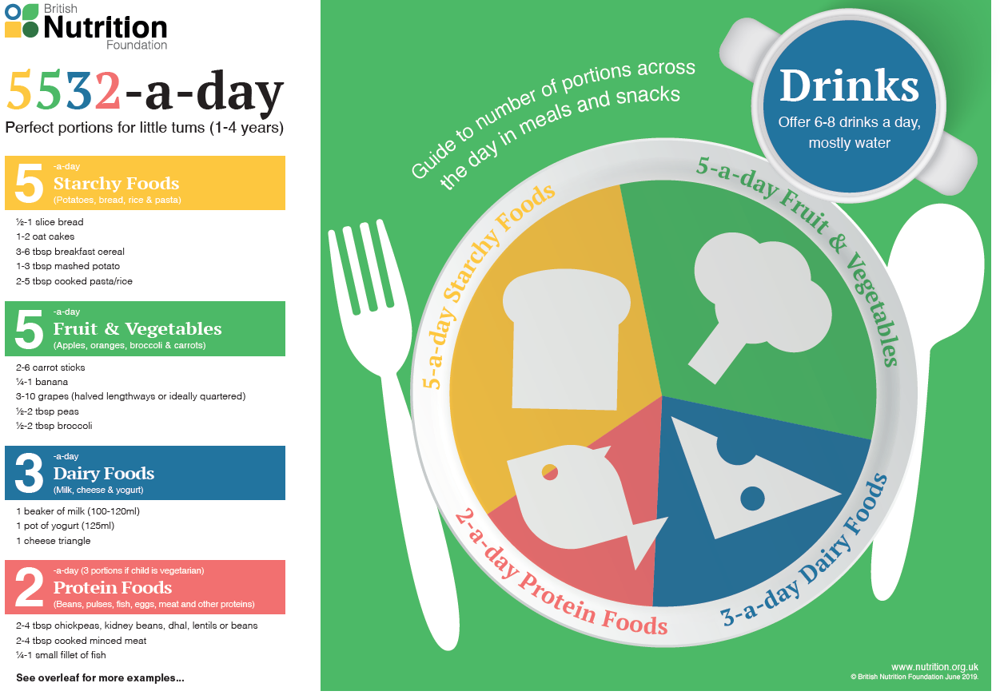 British
Nutrition
Foundation
5532-a-day
Perfect portions for little tums (1-4 years)
5
-a-day
Starchy Foods
(Potatoes, bread, rice & pasta)
½-1 slice bread
1-2 oat cakes
3-6 tbsp breakfast cereal
1-3 tbsp mashed potato
2-5 tbsp cooked pasta/rice
5
-a-day
Fruit & Vegetables
(Apples, oranges, broccoli & carrots)
2-6 carrot sticks
¼-1 banana
3-10 grapes (halved lengthways or ideally quartered)
½-2 tbsp peas
½-2 tbsp broccoli
3
-a-day
Dairy Foods
(Milk, cheese & yogurt)
1 beaker of milk (100-120ml)
1 pot of yogurt (125ml)
1 cheese triangle
2
-a-day (3 portions if child is vegetarian)
Protein Foods
(Beans, pulses, fish, eggs, meat and other proteins)
2-4 tbsp chickpeas, kidney beans, dhal, lentils or beans
2-4 tbsp cooked minced meat
¼-1 small fillet of fish
See overleaf for more examples...
Guide to number of portions across
the day in meals and snacks
Drinks
Offer 6-8 drinks a day,
mostly water
5-a-day Starchy Foods
5-a-day Fruit & Vegetables
2-a-day Protein Foods
3-a-day Dairy Foods
www.nutrition.org.uk
© British Nutrition Foundation June 2019.